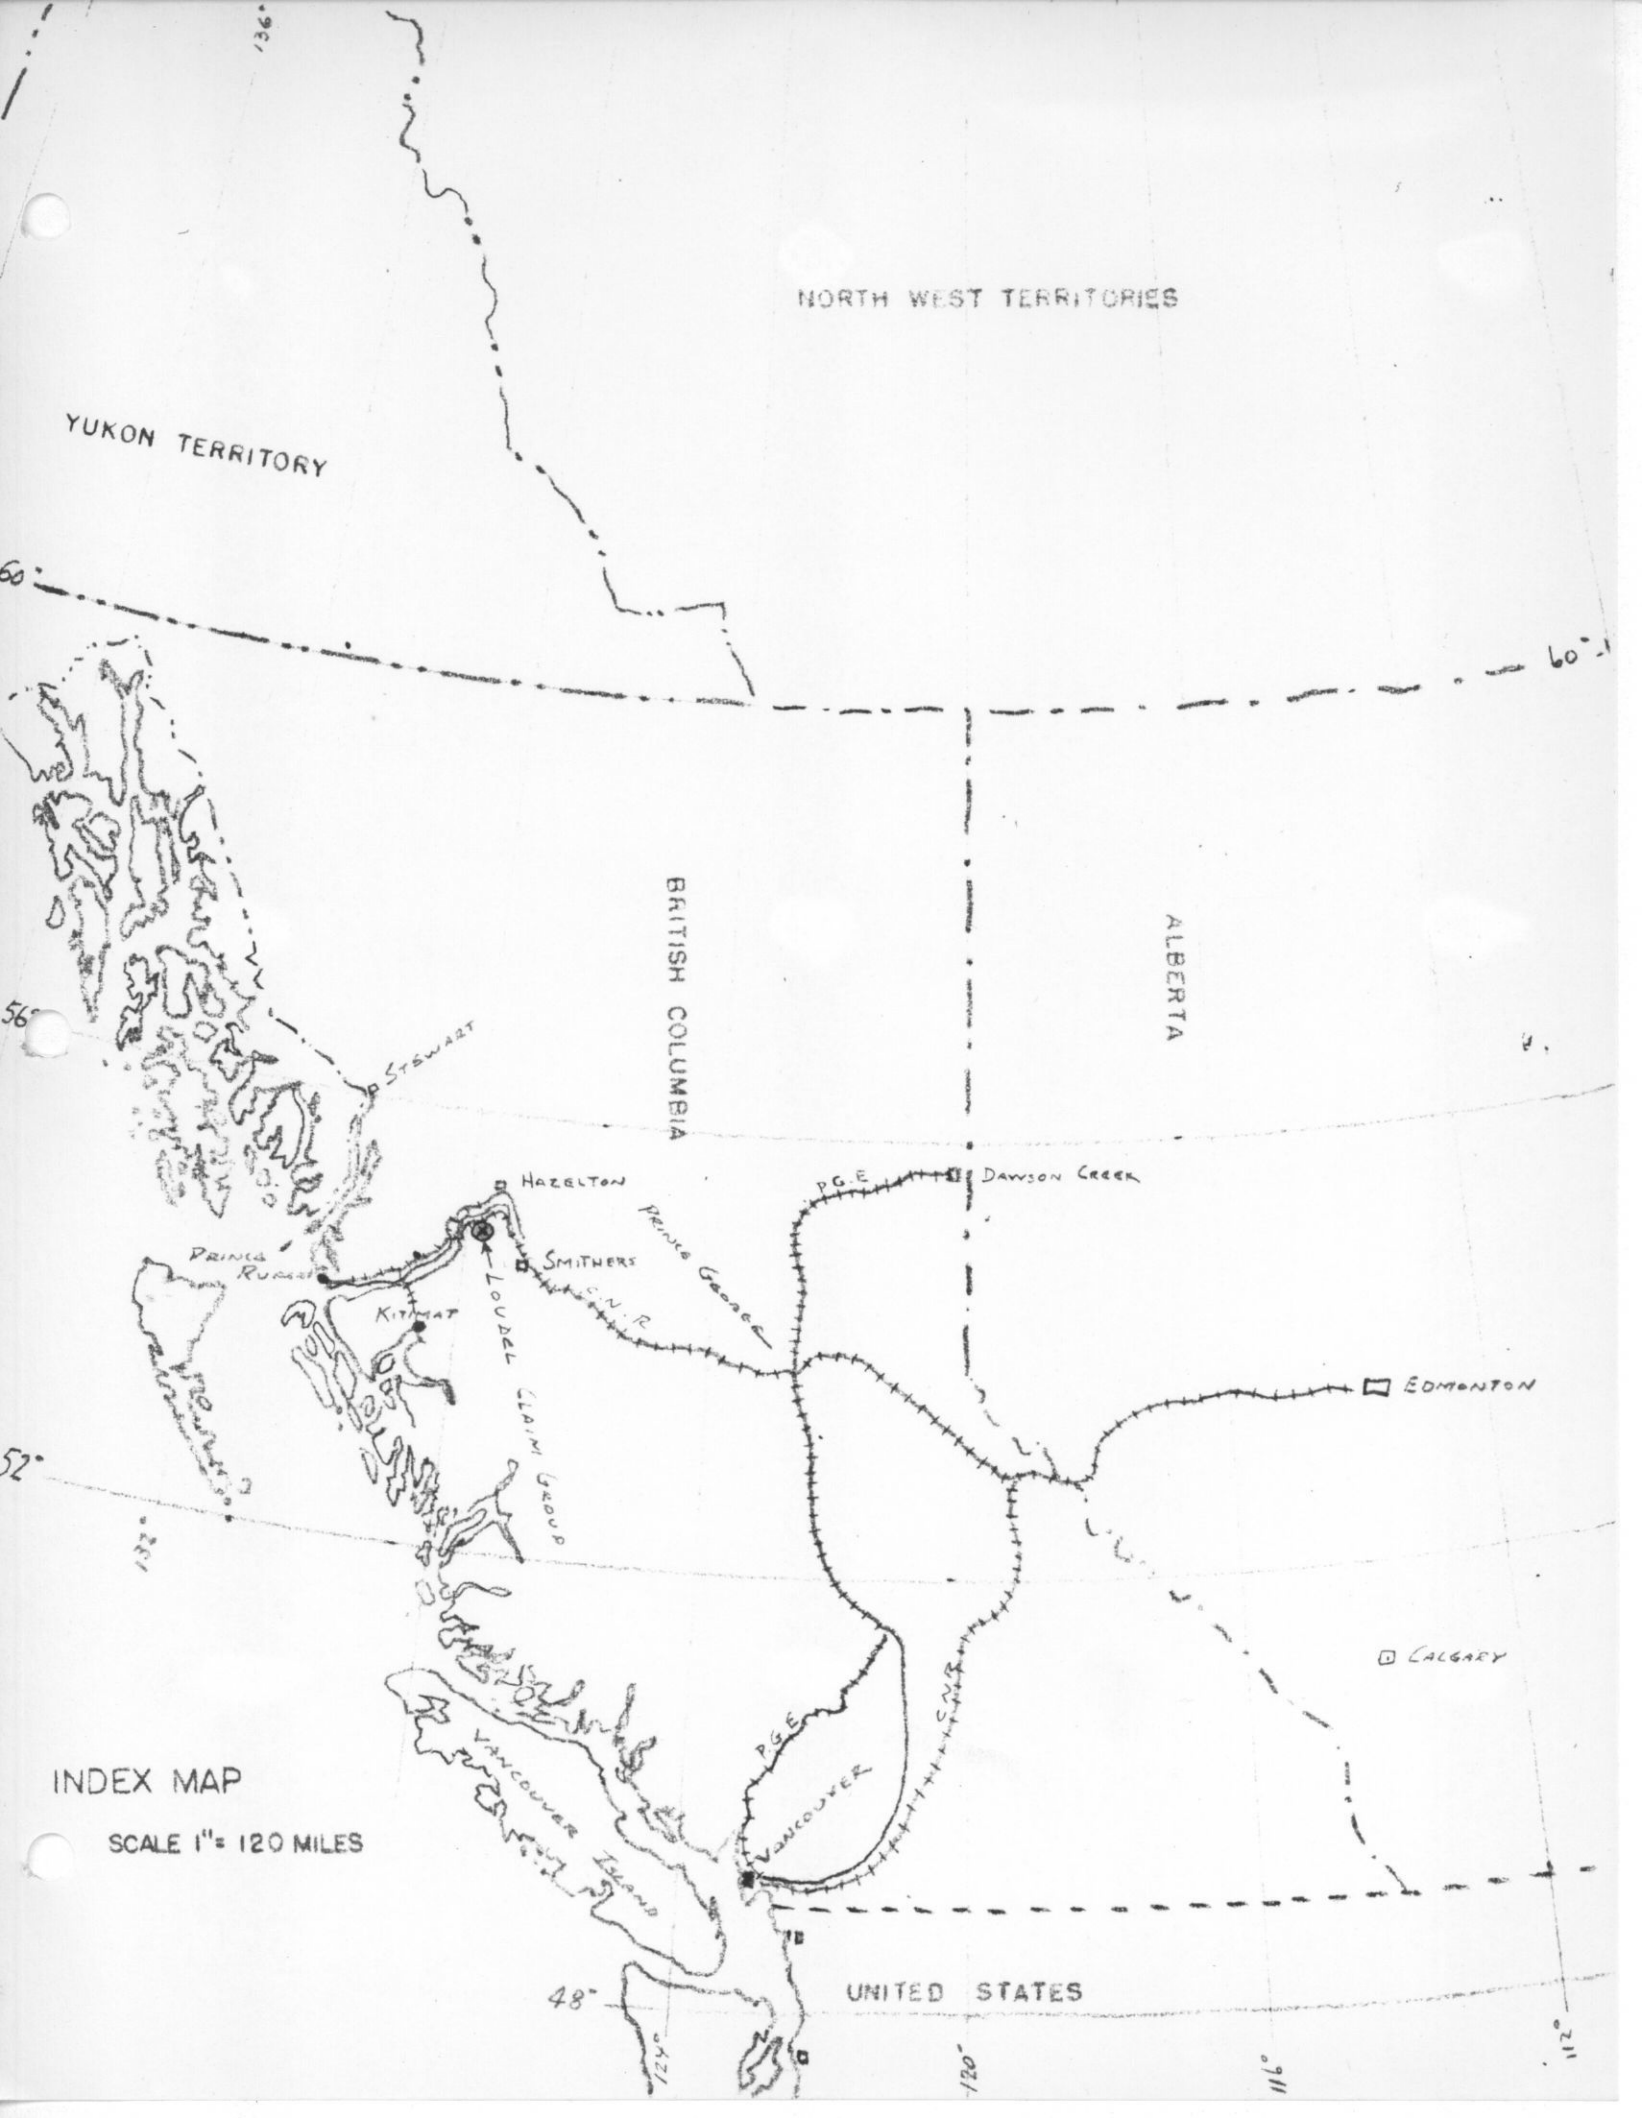 136°
NORTH WEST TERRITORIES
YUKON TERRITORY
60°
60°
BRITISH COLUMBIA
ALBERTA
56°
STEWART
HAZELTON
P.G.E
DAWSON CREEK
PRINCE GEORGE
PRINCE
RUPERT
SMITHERS
C.N.R
KITIMAT
LOUDEL CLAIM GROUP
EDMONTON
52°
132°
CALGARY
C.N.R
P.G.E
VANCOUVER
VANCOUVER ISLAND
INDEX MAP
SCALE 1"= 120 MILES
48°
UNITED STATES
124°
120°
116°
112°